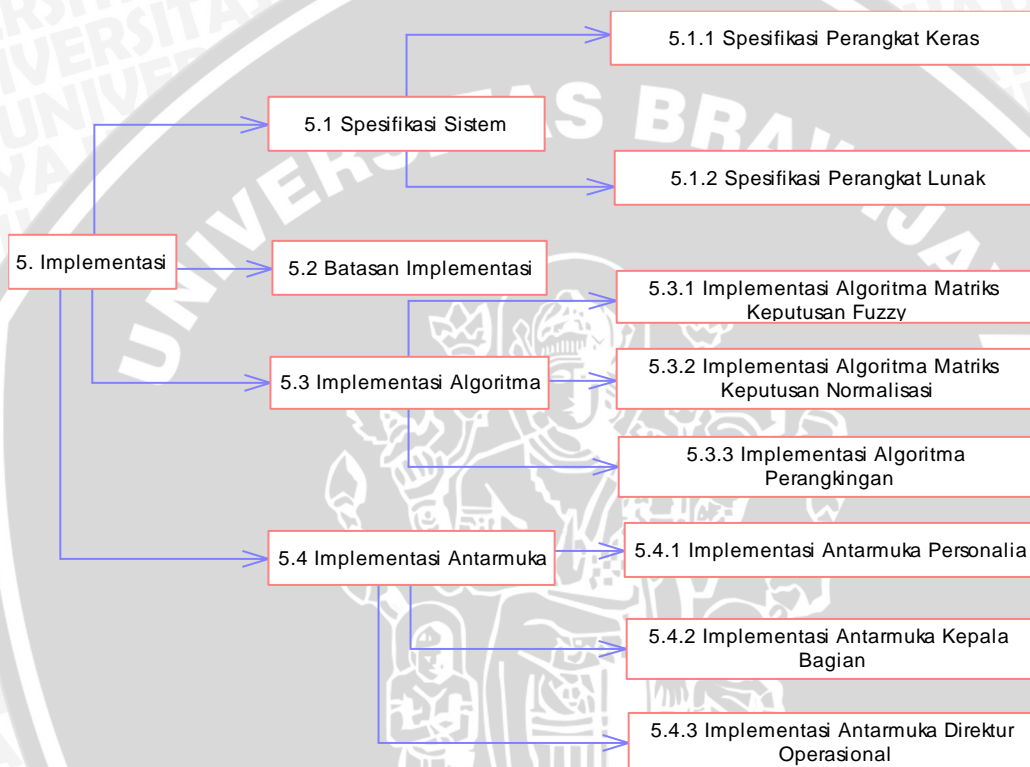 5.1.1 Spesifikasi Perangkat Keras
5.1 Spesifikasi Sistem
5.1.2 Spesifikasi Perangkat Lunak
5. Implementasi
5.2 Batasan Implementasi
5.3.1 Implementasi Algoritma Matriks
Keputusan Fuzzy
5.3 Implementasi Algoritma
5.3.2 Implementasi Algoritma Matriks
Keputusan Normalisasi
5.3.3 Implementasi Algoritma
Perangkingan
5.4 Implementasi Antarmuka
5.4.1 Implementasi Antarmuka Personalia
5.4.2 Implementasi Antarmuka Kepala
Bagian
5.4.3 Implementasi Antarmuka Direktur
Operasional